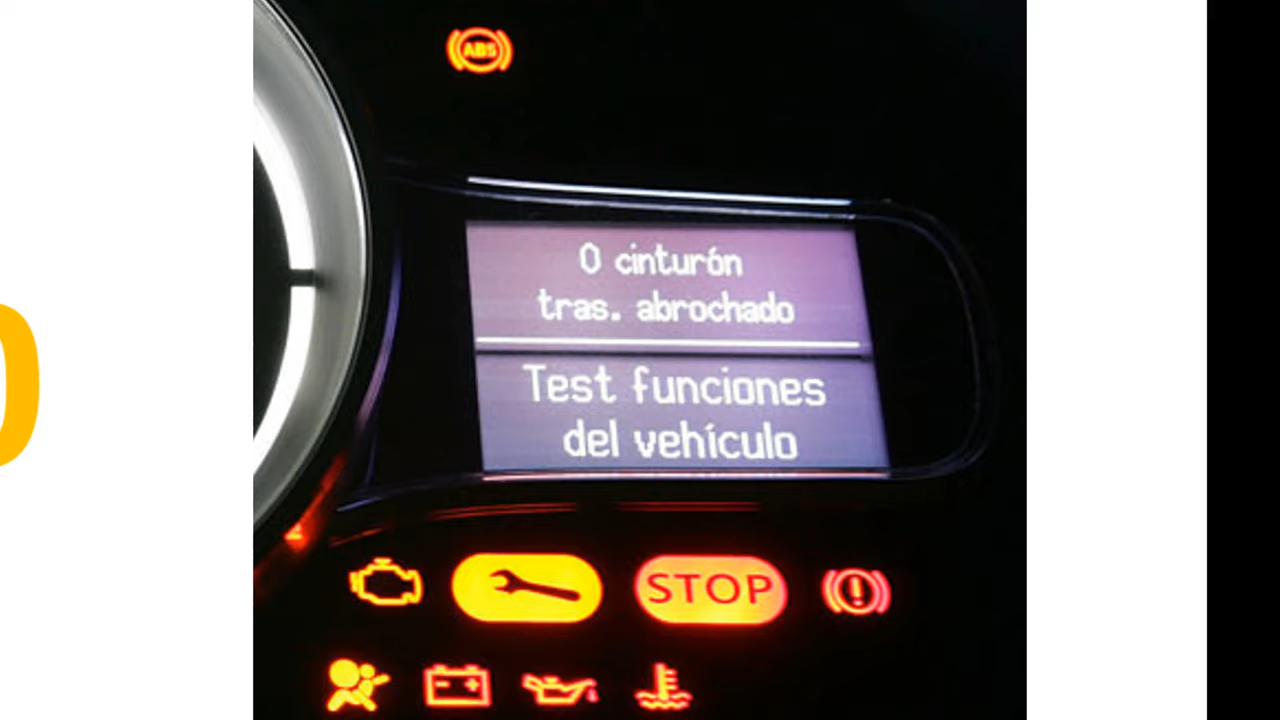 ABS
0 cinturón
tras. abrochado
Test funciones
del vehículo
STOP